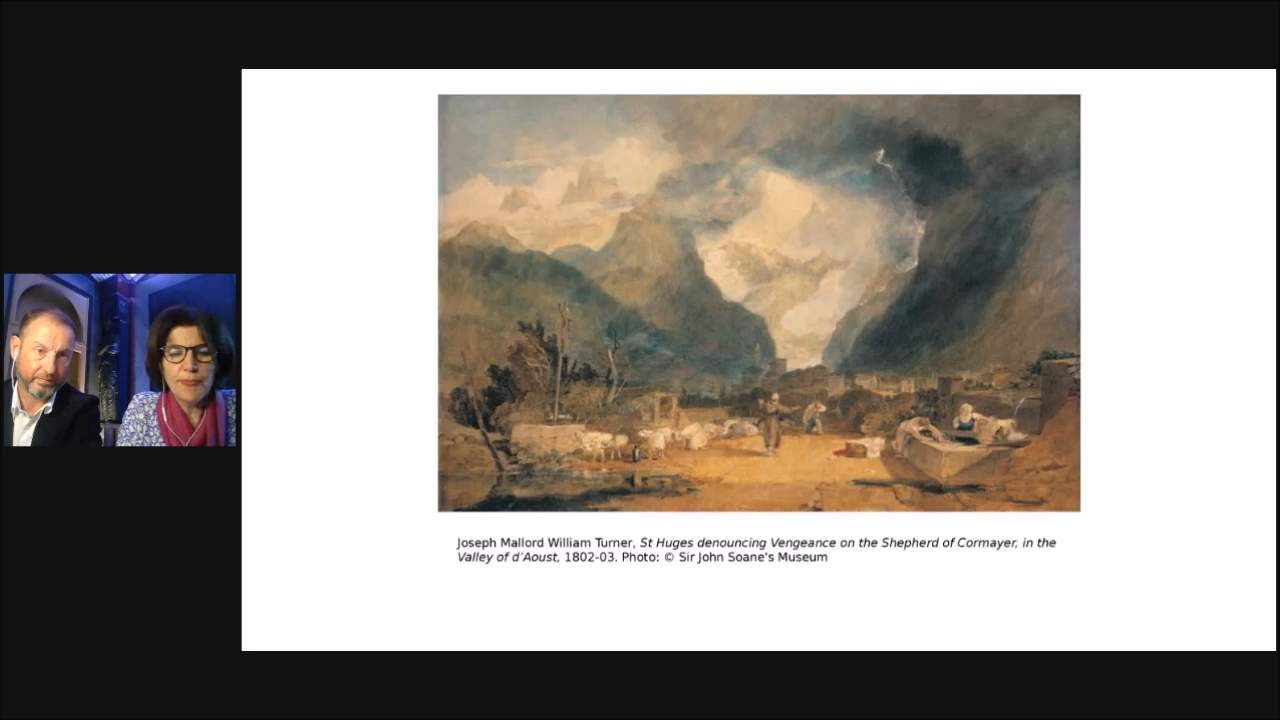 Joseph Mallord William Turner, St Huges denouncing Vengeance on the Shepherd of Cormayer, in the
Valley of d'Aoust, 1802-03. Photo: © Sir John Soane's Museum